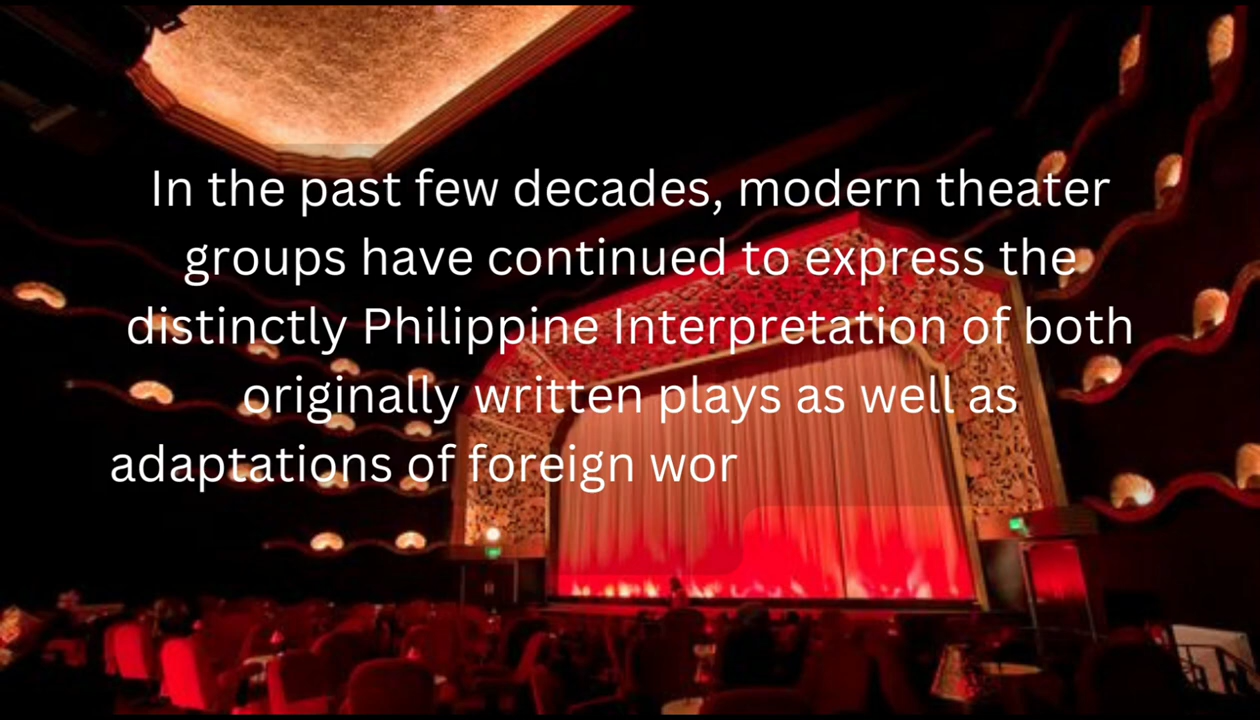 In the past few decades, modern theater
groups have continued to express the
distinctly Philippine Interpretation of both
originally written plays as well as
adaptations of foreign wor